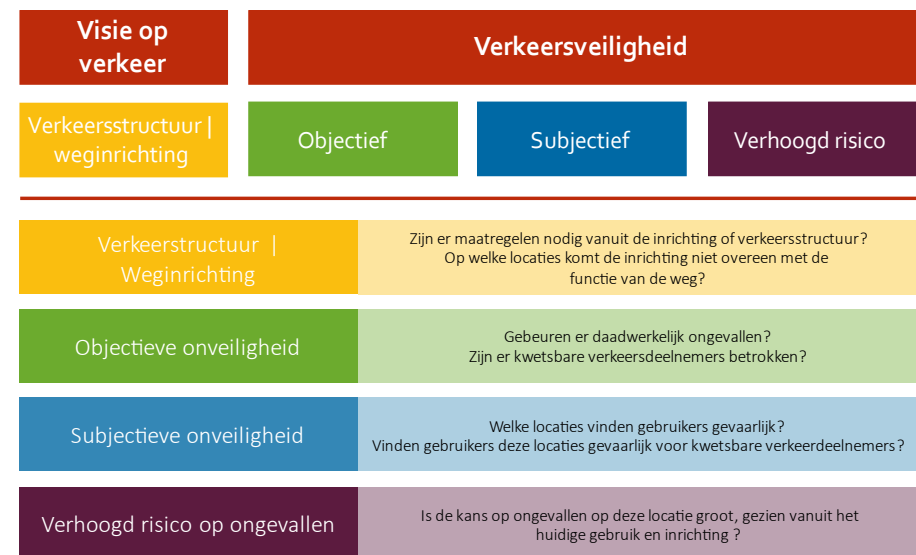 Visie op
verkeer
Verkeersveiligheid
Verkeersstructuur |
weginrichting
Objectief
Subjectief
Verhoogd risico
Verkeerstructuur |
Weginrichting
Zijn er maatregelen nodig vanuit de inrichting of verkeersstructuur?
Op welke locaties komt de inrichting niet overeen met de
functie van de weg?
Objectieve onveiligheid
Gebeuren er daadwerkelijk ongevallen?
Zijn er kwetsbare verkeersdeelnemers betrokken?
Subjectieve onveiligheid
Welke locaties vinden gebruikers gevaarlijk?
Vinden gebruikers deze locaties gevaarlijk voor kwetsbare verkeerdeelnemers?
Verhoogd risico op ongevallen
Is de kans op ongevallen op deze locatie groot, gezien vanuit het
huidige gebruik en inrichting ?